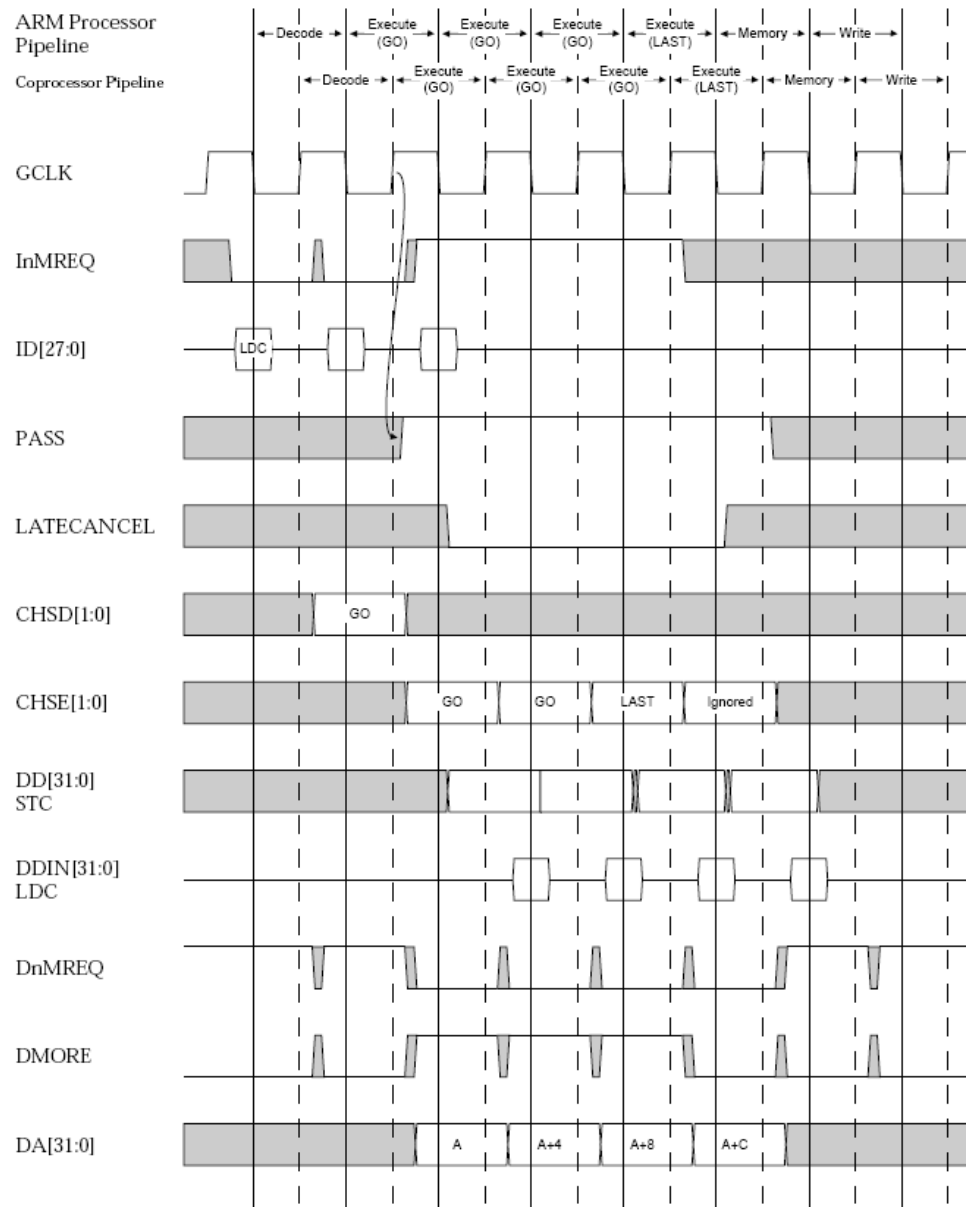 ARM Processor
Pipeline
Decode
Execute
(GO)
Execute
(GO)
Execute
(GO)
Execute
(LAST)
Memory
Write
Coprocessor Pipeline
Decode
Execute
(GO)
Execute
(GO)
Execute
(GO)
Execute
(LAST)
Memory
Write
GCLK
InMREQ
ID[27:0]
LDC
PASS
LATECANCEL
CHSD[1:0]
GO
CHSE[1:0]
GO
GO
LAST
Ignored
DD[31:0]
STC
DDIN[31:0]
LDC
DnMREQ
DMORE
DA[31:0]
A
A+4
A+8
A+C